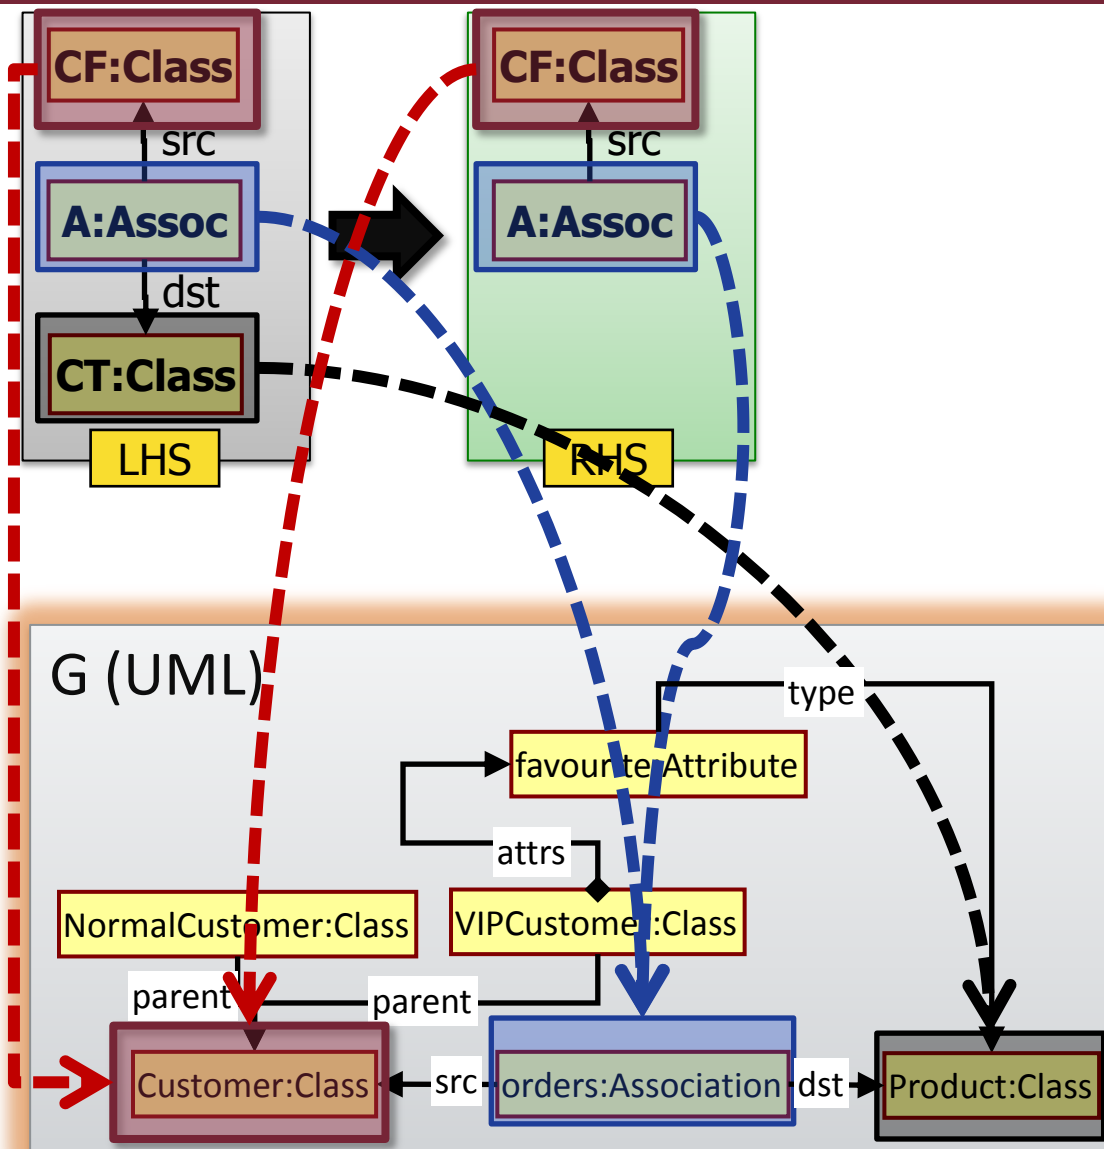 CF:Class
CF:Class
src
src
A:Assoc
A:Assoc
dst
CT:Class
LHS
RHS
G (UML)
type
favourite:Attribute
attrs
NormalCustomer:Class
VIPCustomer:Class
parent
parent
Customer:Class
src
orders:Association
dst
Product:Class